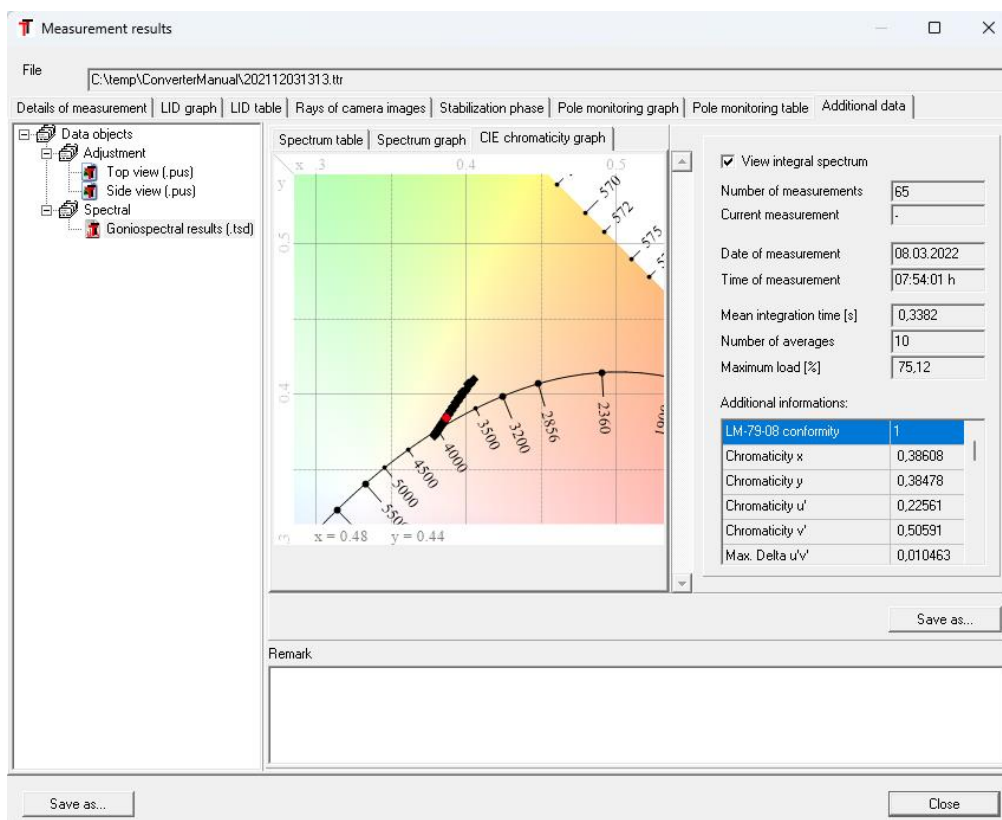 Measurement results
File
C:\temp\ConverterManual\202112031313.ttr
Details of measurement LID graph LID table Rays of camera images Stabilization phase Pole monitoring graph Pole monitoring table Additional data
Data objects
Adjustment
Top view (.pus)
Side view (.pus)
Spectral
Goniospectral results (.tsd)
Spectrum table Spectrum graph CIE chromaticity graph
x .3 0.4 0.5
y
0.5
0.4
570
572
575
4000
3500
3200
2856
2360
4500
5000
x = 0.48 y = 0.44
View integral spectrum
Number of measurements 65
Current measurement -
Date of measurement 08.03.2022
Time of measurement 07:54:01 h
Mean integration time [s] 0,3382
Number of averages 10
Maximum load [%] 75,12
Additional informations:
LM-79-08 conformity 1
Chromaticity x 0,38608
Chromaticity y 0,38478
Chromaticity u' 0,22561
Chromaticity v' 0,50591
Max. Delta u'v' 0,010463
Save as...
Remark
Save as...
Close